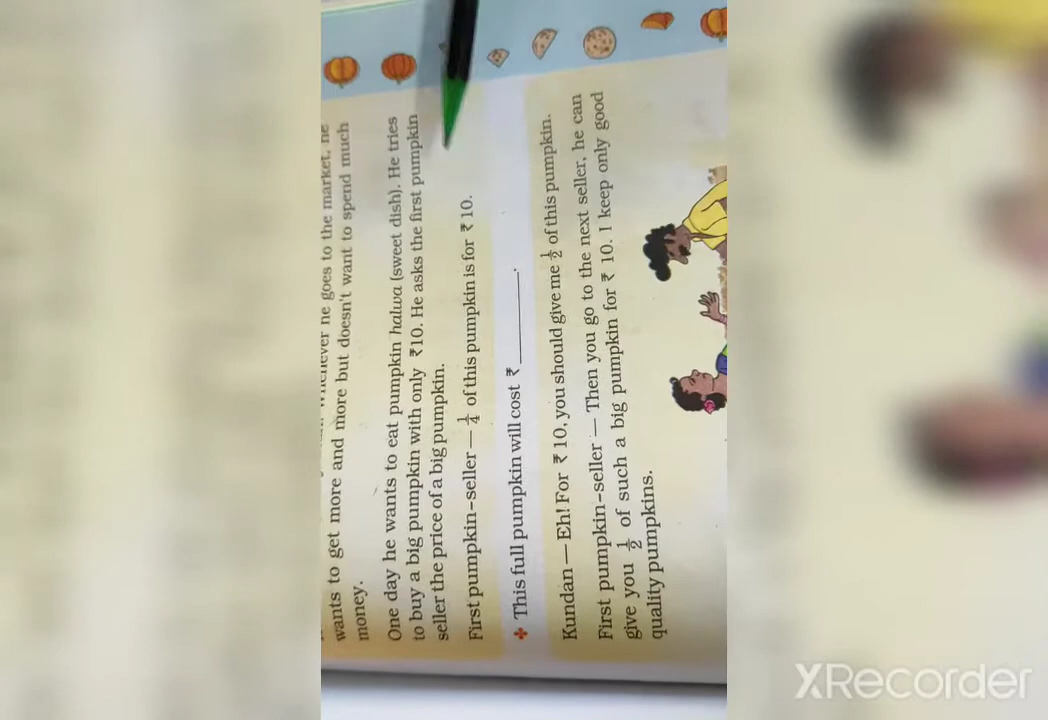 goes to the market, he
wants to get more and more but doesn't want to spend much
money.
One day he wants to eat pumpkin halwa (sweet dish). He tries
to buy a big pumpkin with only ₹10. He asks the first pumpkin
seller the price of a big pumpkin.
First pumpkin-seller — 1/4 of this pumpkin is for ₹ 10.
✤ This full pumpkin will cost ₹ ________.
Kundan — Eh! For ₹ 10, you should give me 1/2 of this pumpkin.
First pumpkin-seller — Then you go to the next seller, he can
give you 1/2 of such a big pumpkin for ₹ 10. I keep only good
quality pumpkins.
XRecorder